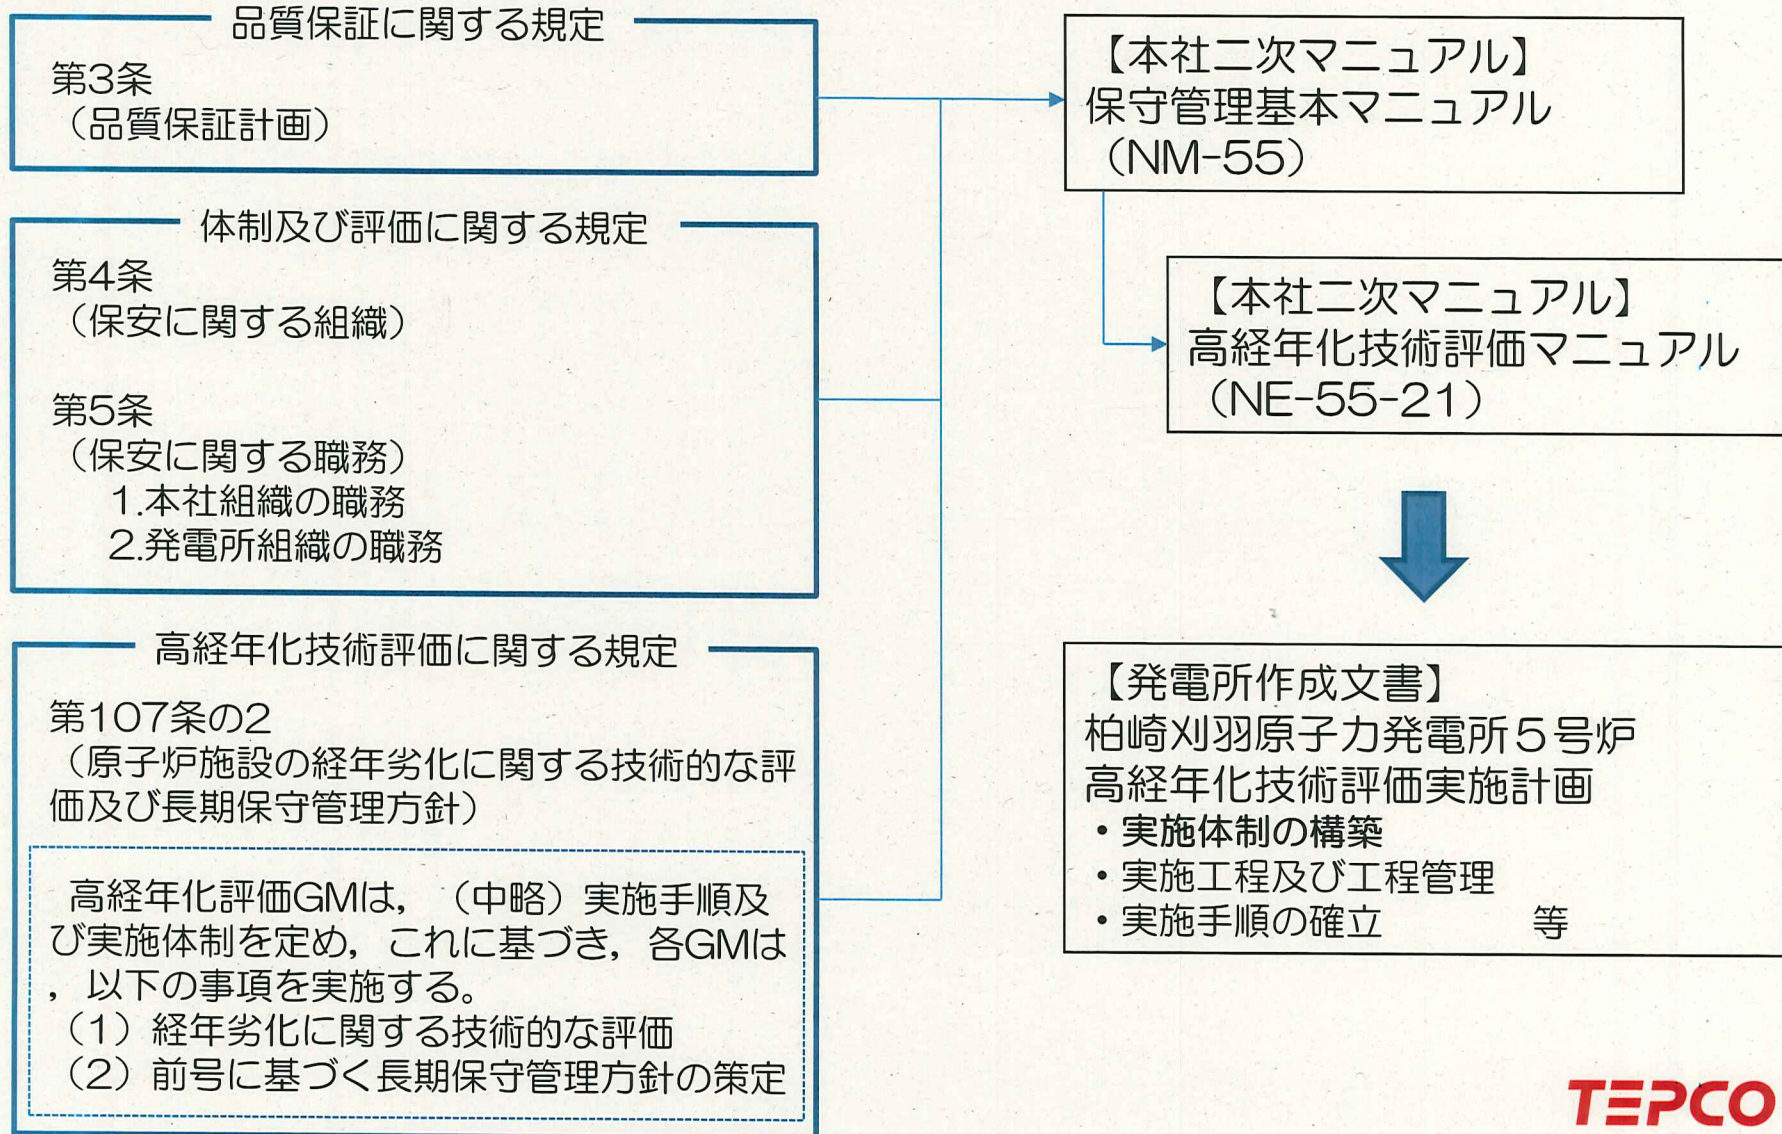 品質保証に関する規定
第3条
（品質保証計画）
体制及び評価に関する規定
第4条
（保安に関する組織）
第5条
（保安に関する職務）
1.本社組織の職務
2.発電所組織の職務
高経年化技術評価に関する規定
第107条の2
（原子炉施設の経年劣化に関する技術的な評
価及び長期保守管理方針）
高経年化評価GMは，（中略）実施手順及
び実施体制を定め，これに基づき，各GMは
，以下の事項を実施する。
（1）経年劣化に関する技術的な評価
（2）前号に基づく長期保守管理方針の策定
【本社二次マニュアル】
保守管理基本マニュアル
（NM-55）
【本社二次マニュアル】
高経年化技術評価マニュアル
（NE-55-21）
【発電所作成文書】
柏崎刈羽原子力発電所５号炉
高経年化技術評価実施計画
・実施体制の構築
・実施工程及び工程管理
・実施手順の確立　　　　等
TEPCO